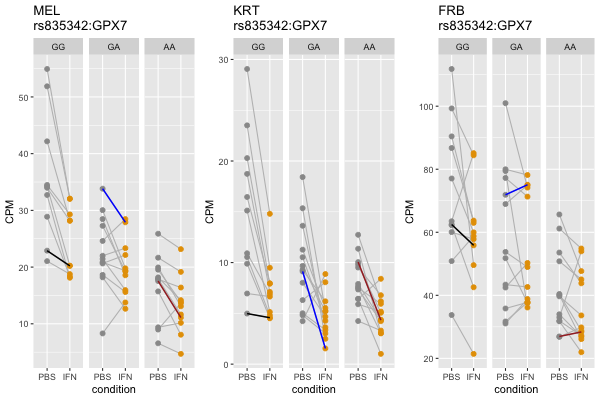 MEL
rs835342:GPX7
GG GA AA
CPM
50
40
30
20
10
PBS IFN PBS IFN PBS IFN
condition
KRT
rs835342:GPX7
GG GA AA
CPM
30
20
10
0
PBS IFN PBS IFN PBS IFN
condition
FRB
rs835342:GPX7
GG GA AA
CPM
100
80
60
40
20
PBS IFN PBS IFN PBS IFN
condition